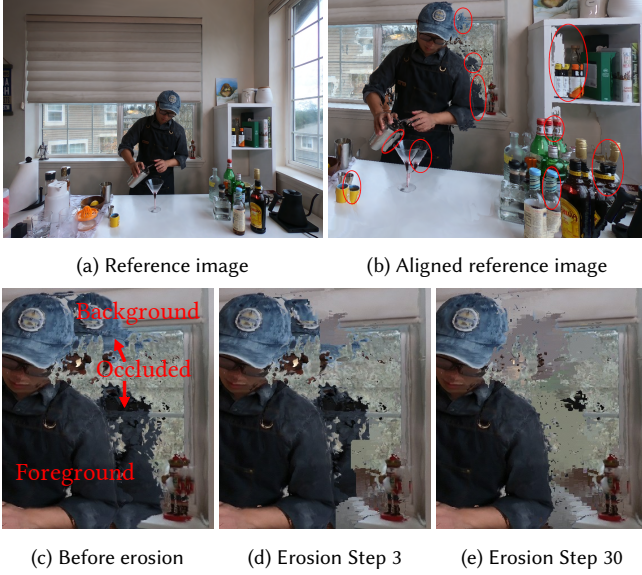 (a) Reference image
(b) Aligned reference image
Background
Occluded
Foreground
(c) Before erosion
(d) Erosion Step 3
(e) Erosion Step 30